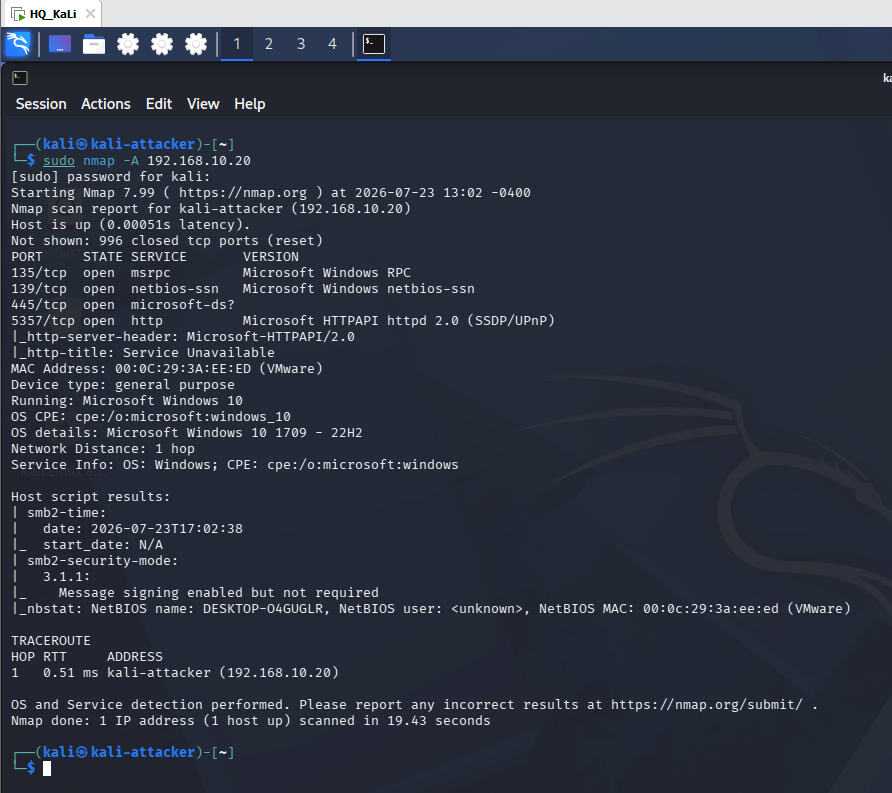 HQ_KaLi
1 2 3 4
Session Actions Edit View Help
┌──(kali㉿kali-attacker)-[~]
└─$ sudo nmap -A 192.168.10.20
[sudo] password for kali:
Starting Nmap 7.99 ( https://nmap.org ) at 2026-07-23 13:02 -0400
Nmap scan report for kali-attacker (192.168.10.20)
Host is up (0.00051s latency).
Not shown: 996 closed tcp ports (reset)
PORT     STATE SERVICE       VERSION
135/tcp  open  msrpc         Microsoft Windows RPC
139/tcp  open  netbios-ssn   Microsoft Windows netbios-ssn
445/tcp  open  microsoft-ds?
5357/tcp open  http          Microsoft HTTPAPI httpd 2.0 (SSDP/UPnP)
|_http-server-header: Microsoft-HTTPAPI/2.0
|_http-title: Service Unavailable
MAC Address: 00:0C:29:3A:EE:ED (VMware)
Device type: general purpose
Running: Microsoft Windows 10
OS CPE: cpe:/o:microsoft:windows_10
OS details: Microsoft Windows 10 1709 - 22H2
Network Distance: 1 hop
Service Info: OS: Windows; CPE: cpe:/o:microsoft:windows

Host script results:
| smb2-time:
|   date: 2026-07-23T17:02:38
|_  start_date: N/A
| smb2-security-mode:
|   3.1.1:
|_    Message signing enabled but not required
|_nbstat: NetBIOS name: DESKTOP-O4GUGLR, NetBIOS user: <unknown>, NetBIOS MAC: 00:0c:29:3a:ee:ed (VMware)

TRACEROUTE
HOP RTT     ADDRESS
1   0.51 ms kali-attacker (192.168.10.20)

OS and Service detection performed. Please report any incorrect results at https://nmap.org/submit/ .
Nmap done: 1 IP address (1 host up) scanned in 19.43 seconds

┌──(kali㉿kali-attacker)-[~]
└─$